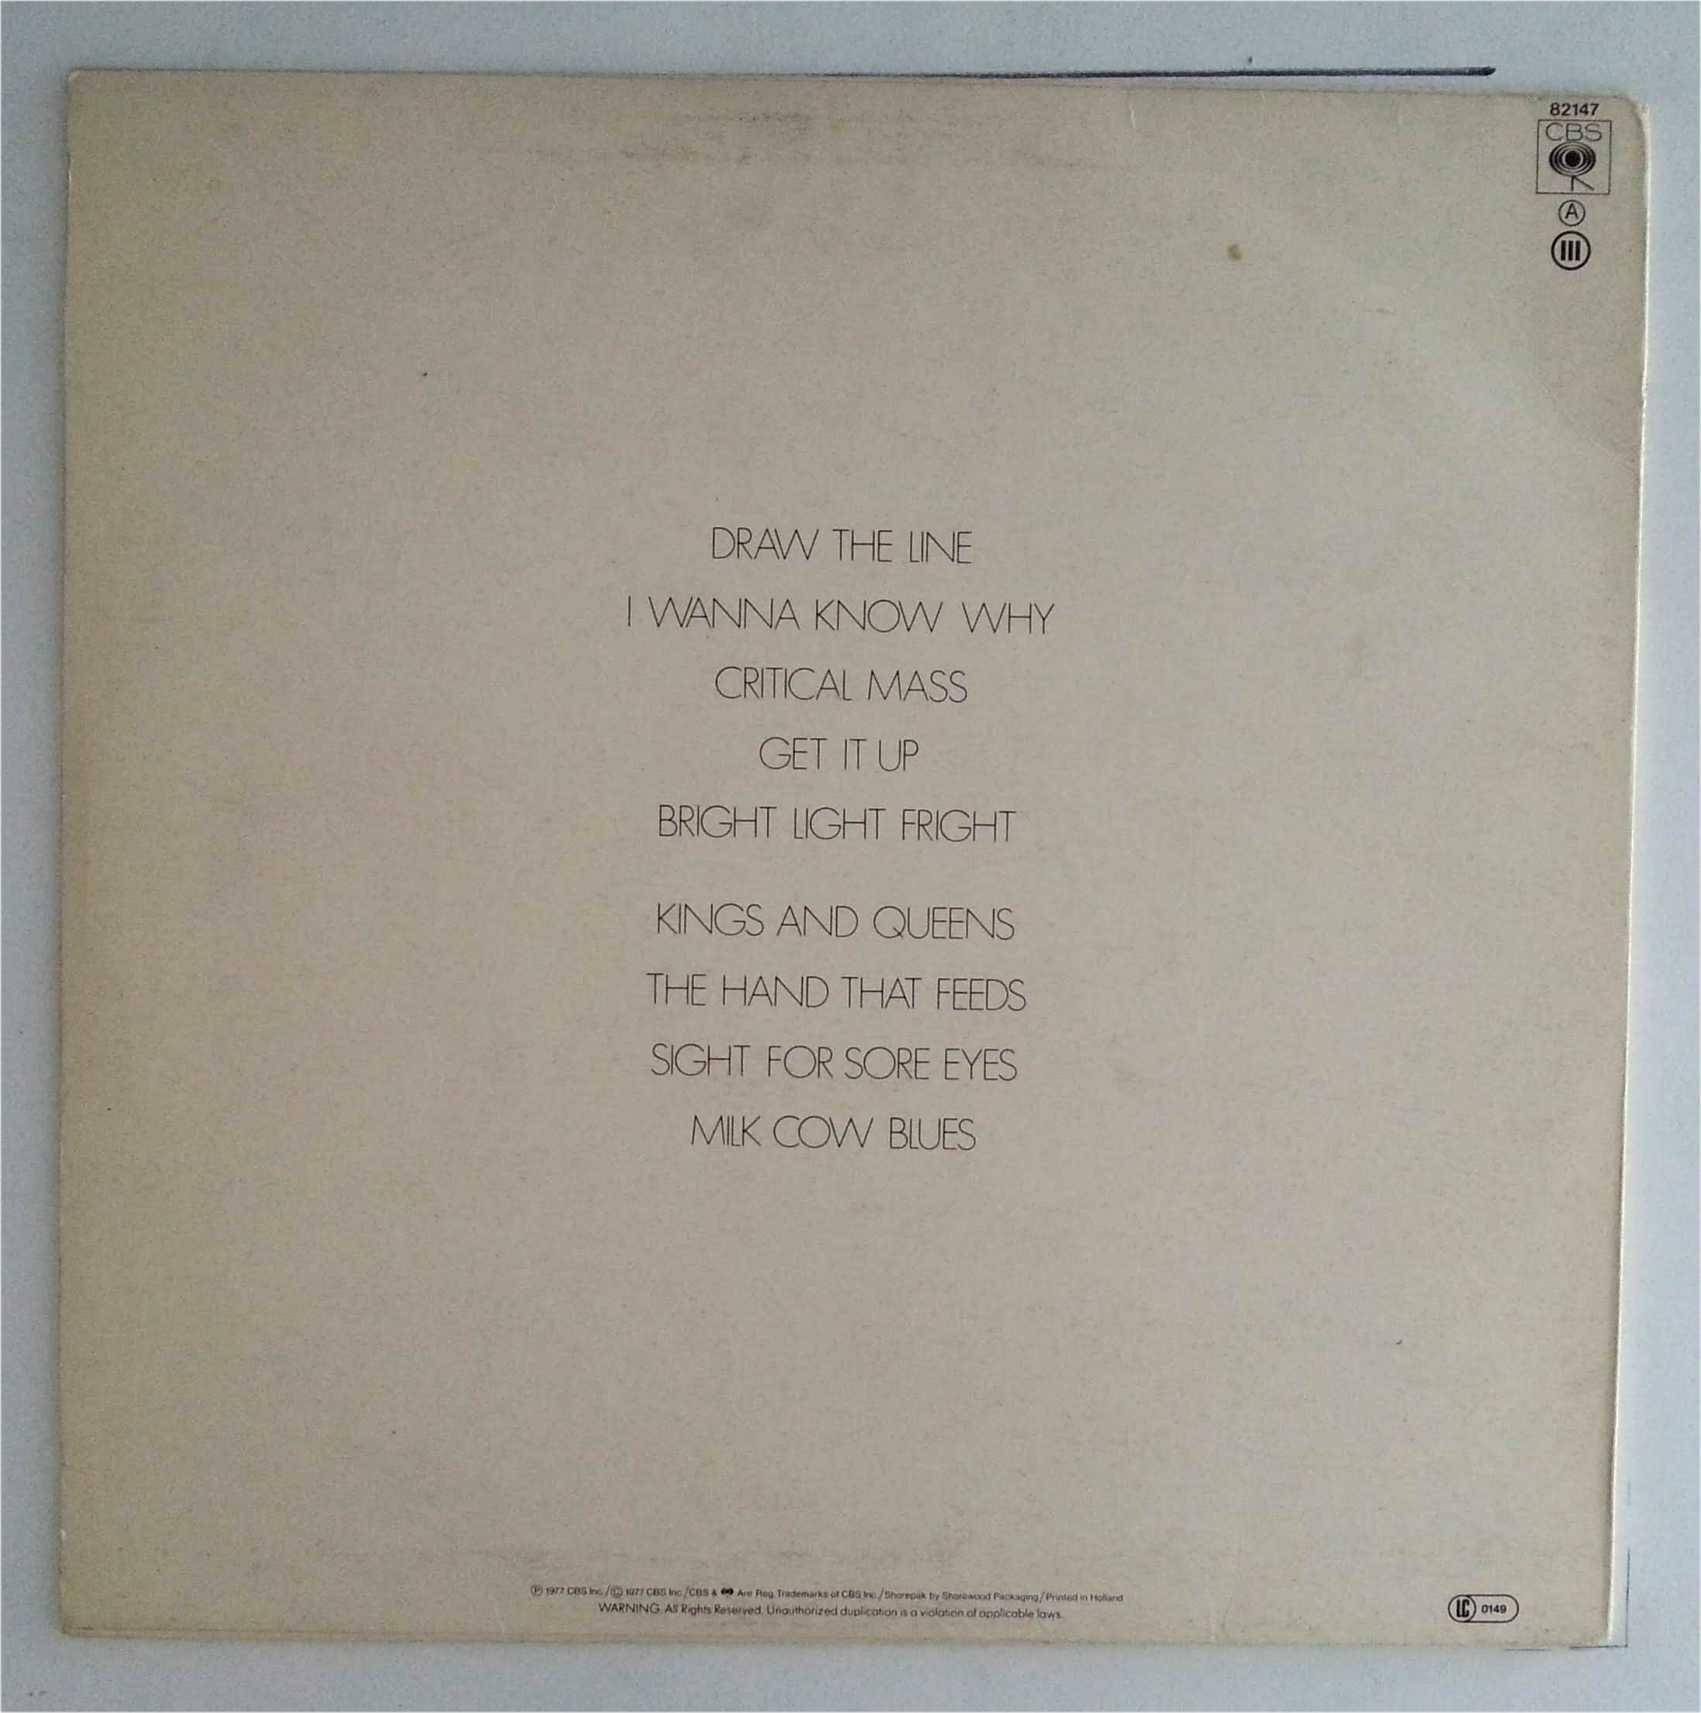 82147
CBS
A
III
DRAW THE LINE
I WANNA KNOW WHY
CRITICAL MASS
GET IT UP
BRIGHT LIGHT FRIGHT
KINGS AND QUEENS
THE HAND THAT FEEDS
SIGHT FOR SORE EYES
MILK COW BLUES
Ⓟ 1977 CBS Inc./Ⓒ 1977 CBS Inc./CBS & Are Reg. Trademarks of CBS Inc./Shorepak by Shorewood Packaging/Printed in Holland
WARNING: All Rights Reserved. Unauthorized duplication is a violation of applicable laws.
LC 0149